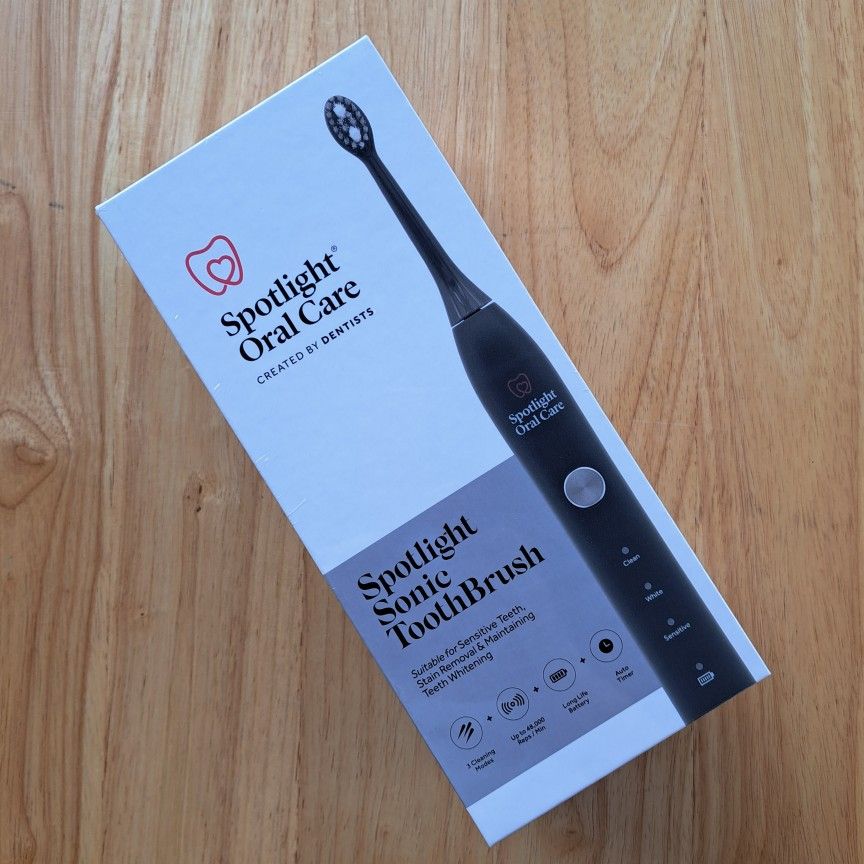 Spotlight®
Oral Care
CREATED BY DENTISTS
Spotlight
Oral Care
Clean
White
Sensitive
Spotlight
Sonic
ToothBrush
Suitable for Sensitive Teeth,
Stain Removal & Maintaining
Teeth Whitening
3 Cleaning
Modes
Up to 48,000
Reps / Min
Long Life
Battery
Auto
Timer